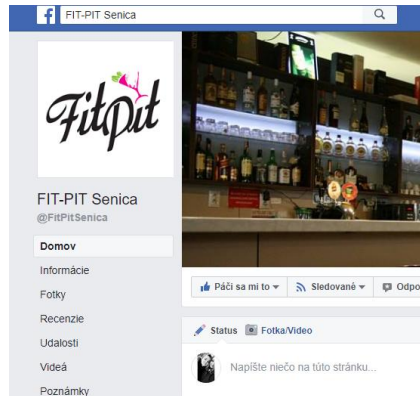 FIT-PIT Senica
FitPit
FIT-PIT Senica
@FitPitSenica
Domov
Informácie
Fotky
Recenzie
Udalosti
Videá
Poznámky
Páči sa mi to
Sledované
Status
Fotka/Video
Napíšte niečo na túto stránku...